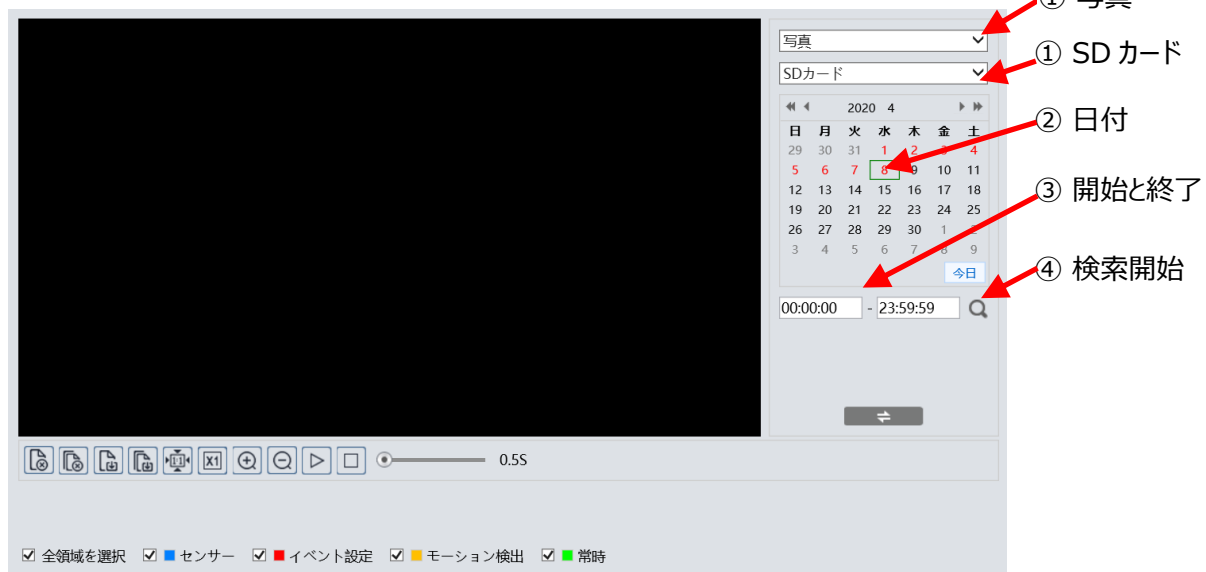 ① 写真
写真
SDカード
① SD カード
2020 4
日 月 火 水 木 金 土
29 30 31 1 2 3 4
5 6 7 8 9 10 11
12 13 14 15 16 17 18
19 20 21 22 23 24 25
26 27 28 29 30 1 2
3 4 5 6 7 8 9
今日
② 日付
③ 開始と終了
00:00:00 - 23:59:59
④ 検索開始
1:1 X1 0.5S
全領域を選択 センサー イベント設定 モーション検出 常時